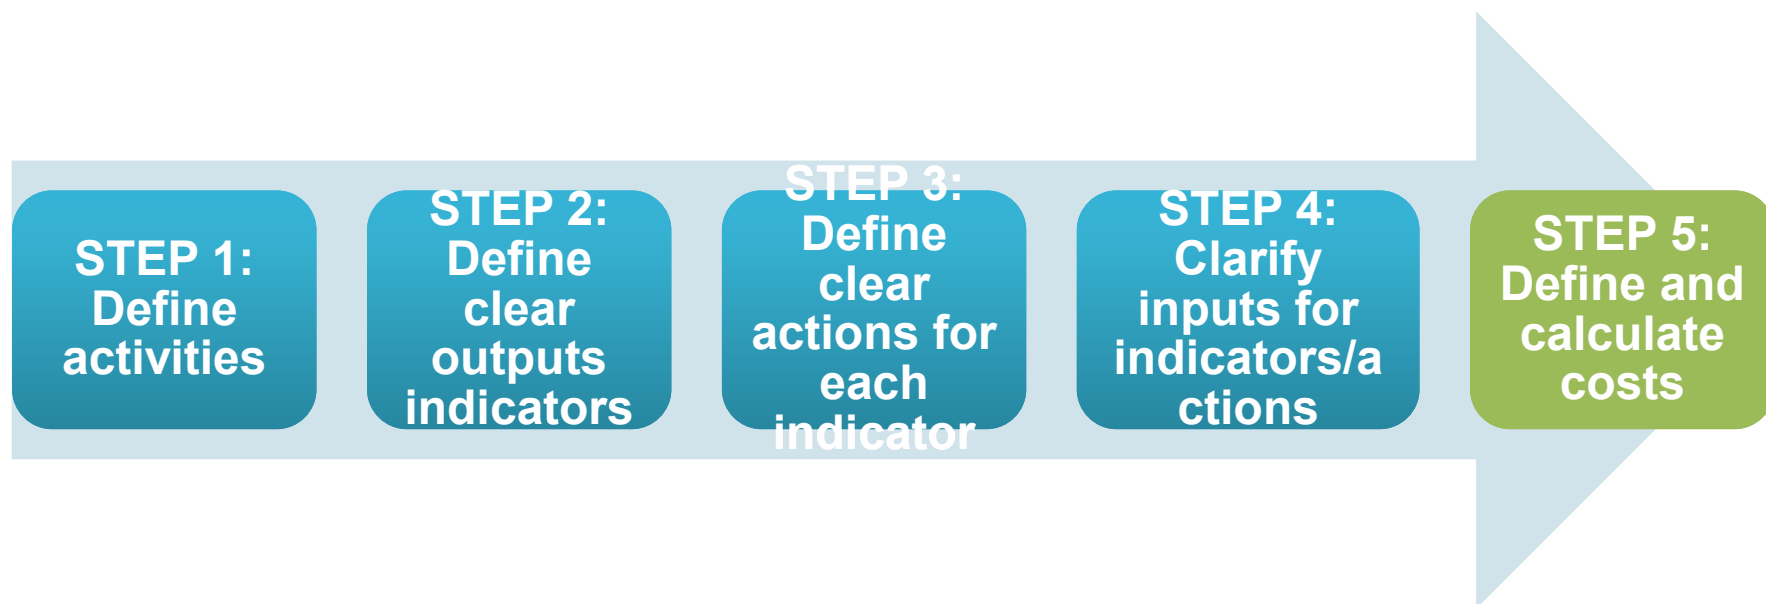 STEP 1:
Define
activities
STEP 2:
Define
clear
outputs
indicators
STEP 3:
Define
clear
actions for
each
indicator
STEP 4:
Clarify
inputs for
indicators/a
ctions
STEP 5:
Define and
calculate
costs